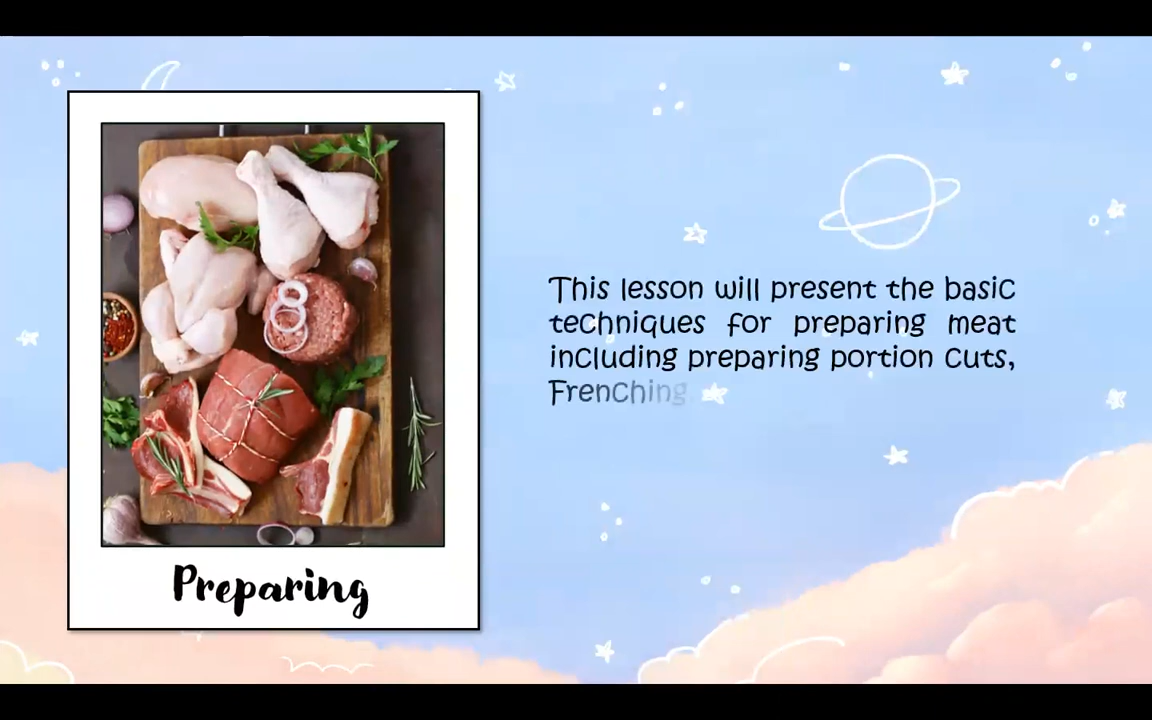 Preparing
This lesson will present the basic
techniques for preparing meat
including preparing portion cuts,
Frenching